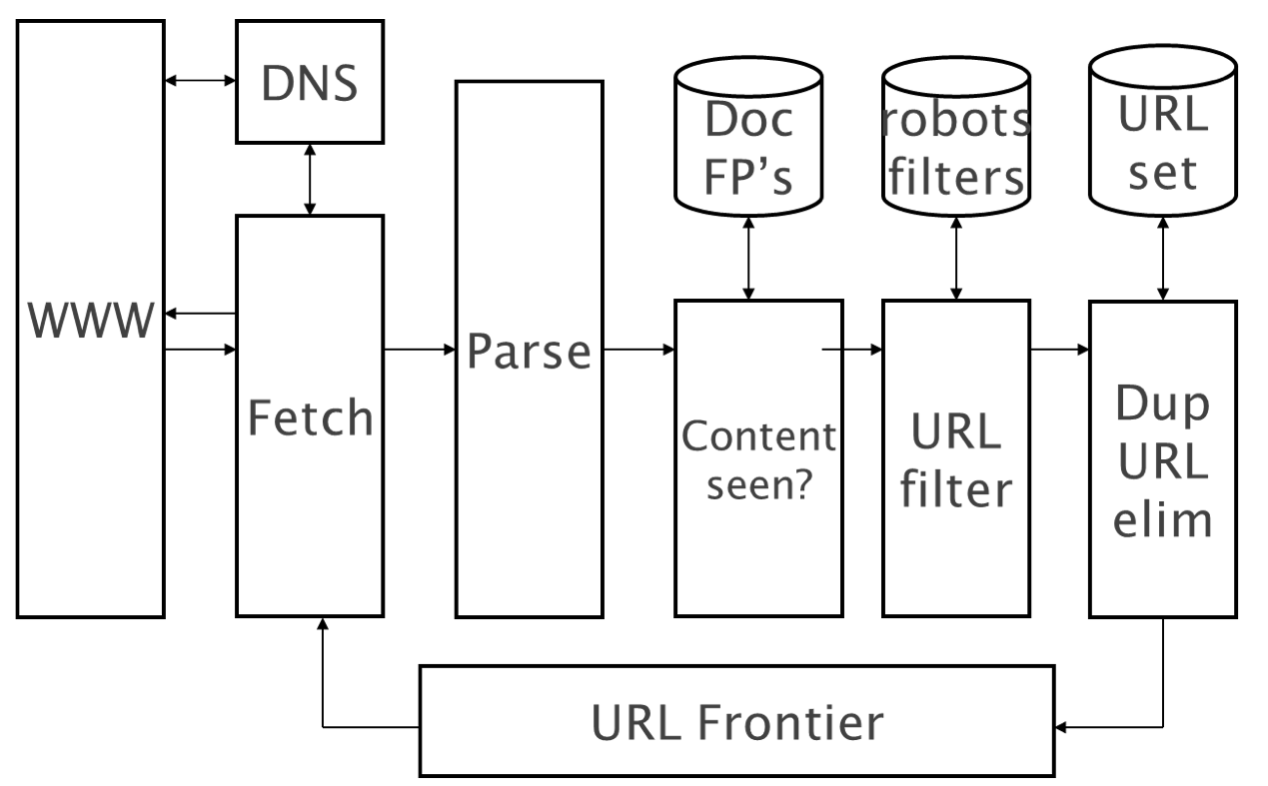 DNS
WWW
Fetch
Parse
Doc
FP’s
robots
filters
URL
set
Content
seen?
URL
filter
Dup
URL
elim
URL Frontier